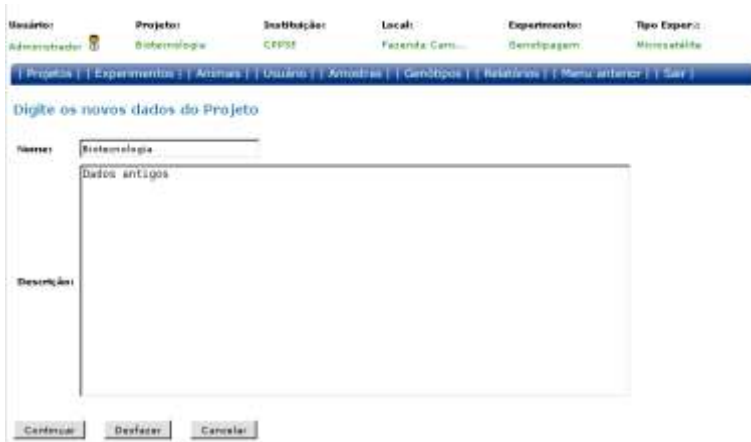 Usuário: Projeto: Instituição: Local: Experimento: Tipo Exper.:
Administrador Biotecnologia CPPSE Fazenda Canc... Genotipagem Microsatélite
| Projetos | | Experimentos | | Animais | | Usuário | | Amostras | | Genótipos | | Relatórios | | Menu anterior | | Sair |
Digite os novos dados do Projeto
Nome: Biotecnologia
Dados antigos
Descrição:
Continuar Desfazer Cancelar